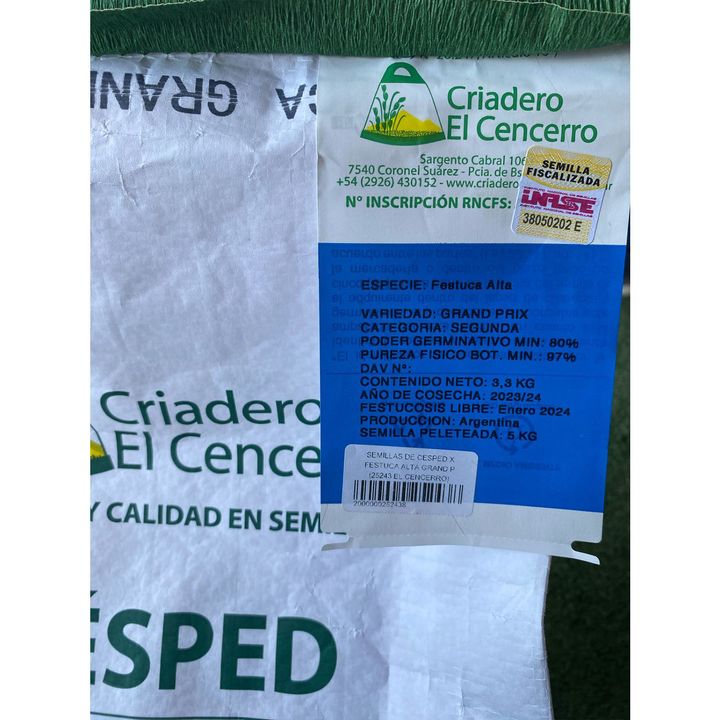 GRAN
Criadero
El Cencerro
Sargento Cabral
7540 Coronel Suárez - Pcia. de Bs
+54 (2926) 430152 - www.criadero
N° INSCRIPCIÓN RNCFS:
SEMILLA
FISCALIZADA
INASE
38050202 E
ESPECIE: Festuca Alta
VARIEDAD: GRAND PRIX
CATEGORIA: SEGUNDA
PODER GERMINATIVO MIN: 80%
PUREZA FISICO BOT. MIN.: 97%
DAV N°:
CONTENIDO NETO: 3,3 KG
AÑO DE COSECHA: 2023/24
FESTUCOSIS LIBRE: Enero 2024
PRODUCCION: Argentina
SEMILLA PELETEADA: 5 KG
SEMILLAS DE CESPED X
FESTUCA ALTA GRAND P
(25243 EL CENCERRO)
2000000252438
Criadero
El Cence
Y CALIDAD EN SEMIL
ÉSPED